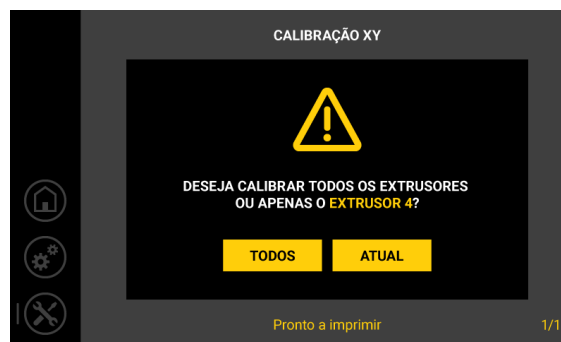 CALIBRAÇÃO XY
DESEJA CALIBRAR TODOS OS EXTRUSORES
OU APENAS O EXTRUSOR 4?
TODOS
ATUAL
Pronto a imprimir
1/1